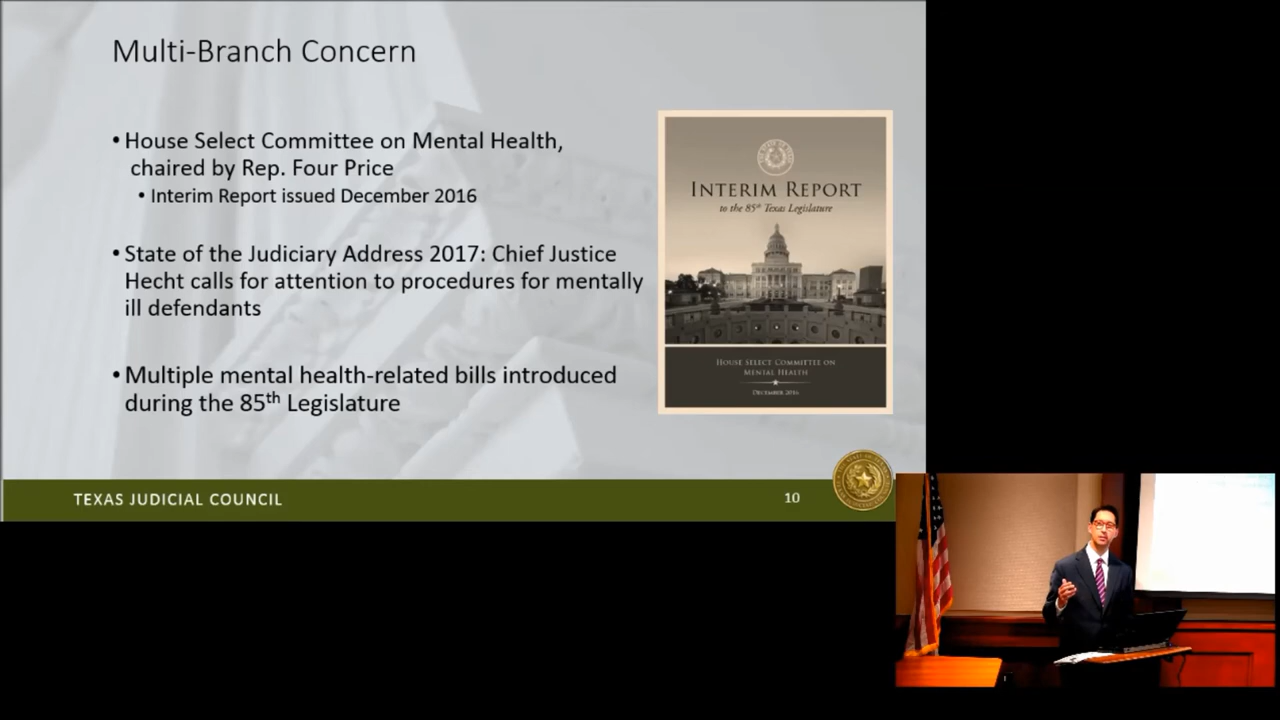 Multi-Branch Concern
• House Select Committee on Mental Health,
chaired by Rep. Four Price
• Interim Report issued December 2016
• State of the Judiciary Address 2017: Chief Justice
Hecht calls for attention to procedures for mentally
ill defendants
• Multiple mental health-related bills introduced
during the 85th Legislature
INTERIM REPORT
to the 85th Texas Legislature
HOUSE SELECT COMMITTEE ON
MENTAL HEALTH
DECEMBER 2016
TEXAS JUDICIAL COUNCIL
10